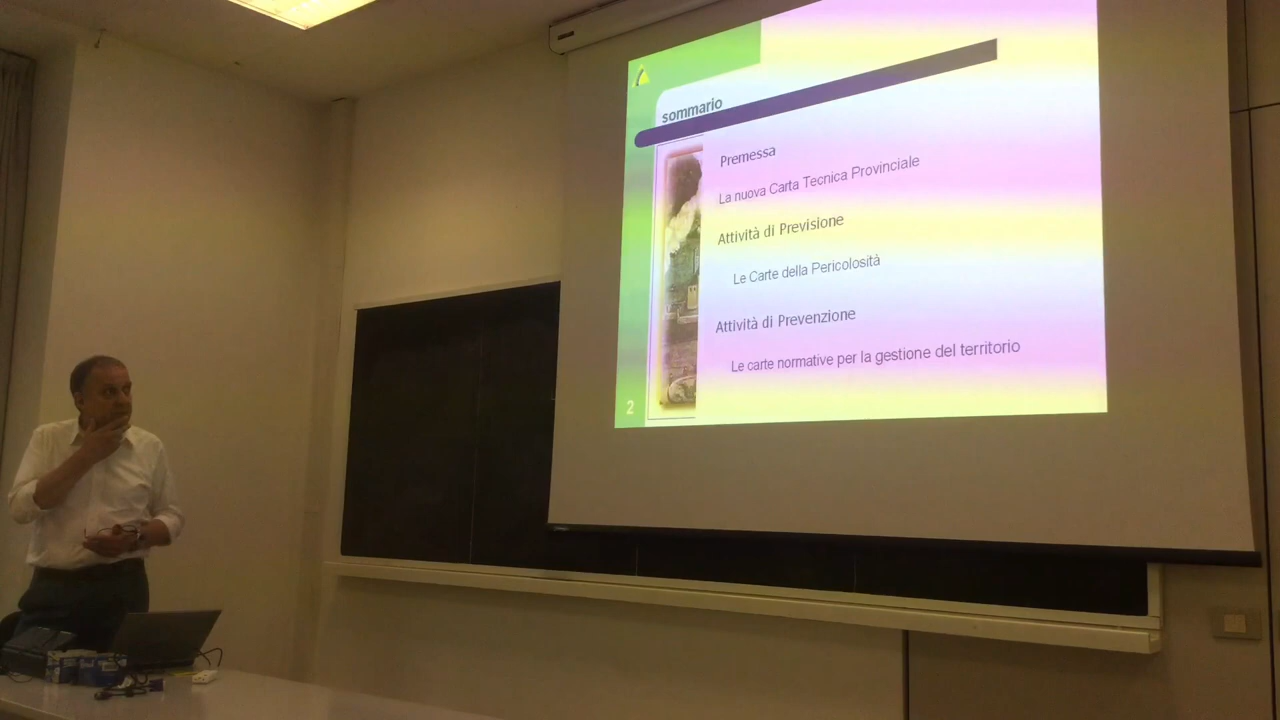 sommario
Premessa
La nuova Carta Tecnica Provinciale
Attività di Previsione
Le Carte della Pericolosità
Attività di Prevenzione
Le carte normative per la gestione del territorio
2